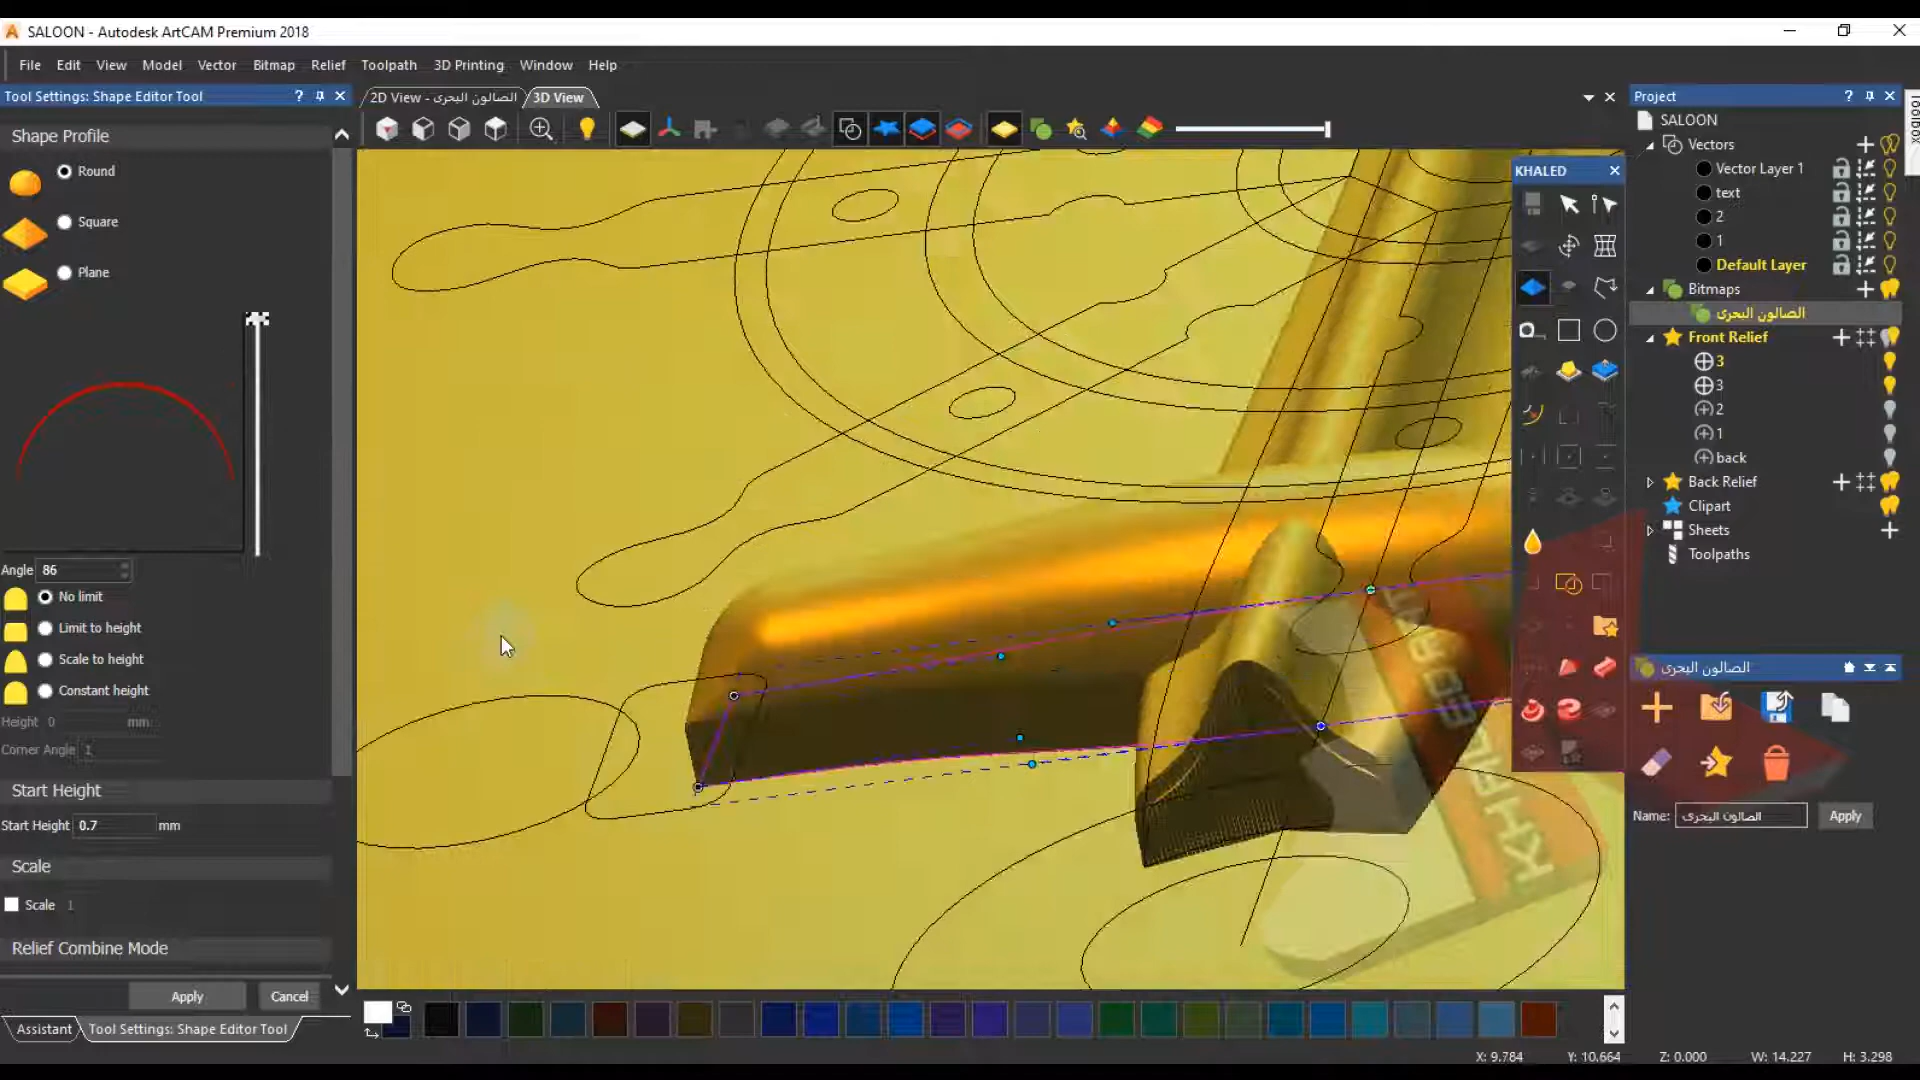 SALOON - Autodesk ArtCAM Premium 2018
File Edit View Model Vector Bitmap Relief Toolpath 3D Printing Window Help
Tool Settings: Shape Editor Tool
2D View - الصالون البحرى
3D View
Project
Toolbox
Shape Profile
Round
Square
Plane
Angle 86
No limit
Limit to height
Scale to height
Constant height
Height 0 mm
Corner Angle 1
Start Height
Start Height 0.7 mm
Scale
Scale 1
Relief Combine Mode
Apply Cancel
Assistant Tool Settings: Shape Editor Tool
KHALED
SALOON
Vectors
Vector Layer 1
text
2
1
Default Layer
Bitmaps
الصالون البحرى
Front Relief
3
3
2
1
back
Back Relief
Clipart
Sheets
Toolpaths
الصالون البحرى
Name: الصالون البحرى Apply
X: 9.784 Y: 10.664 Z: 0.000 W: 14.227 H: 3.298